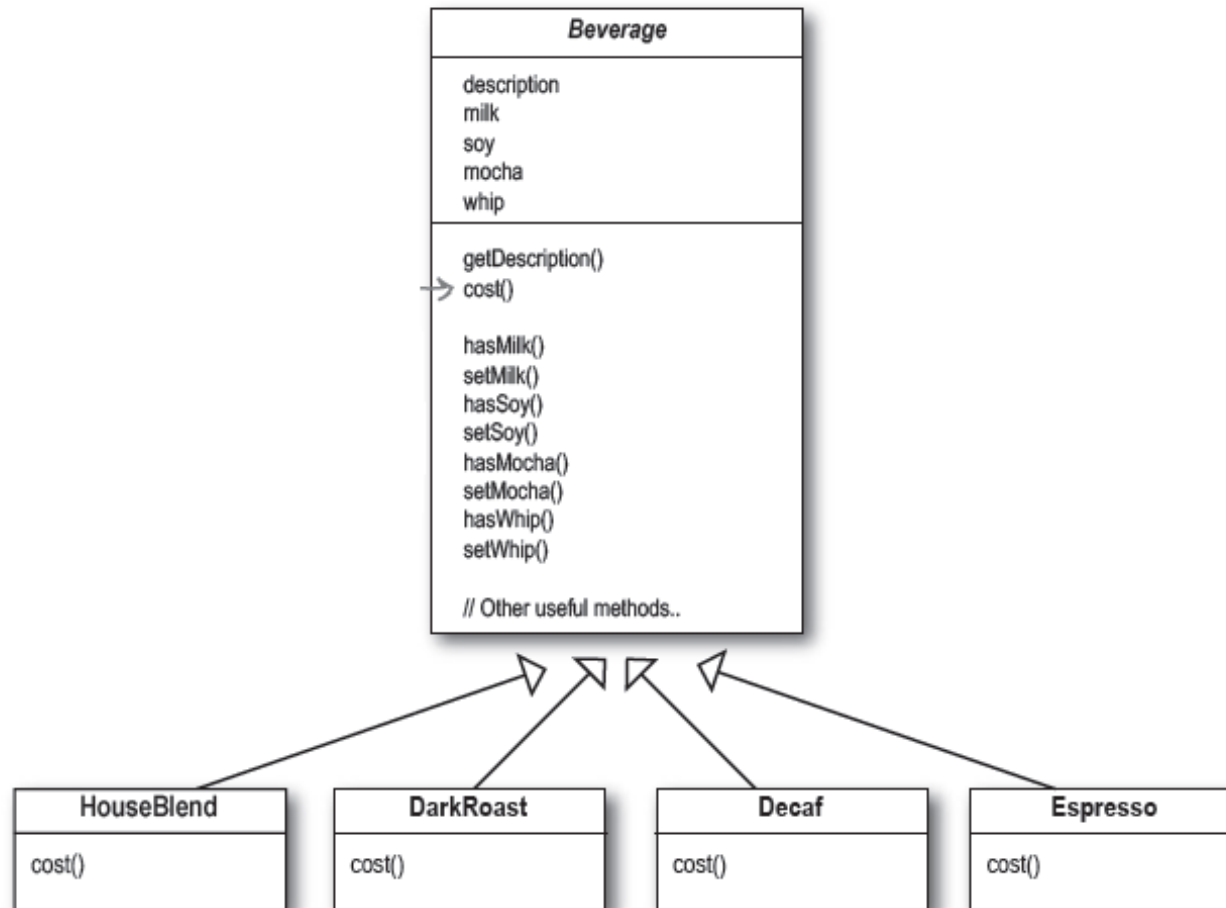 Beverage
description
milk
soy
mocha
whip
getDescription()
cost()
hasMilk()
setMilk()
hasSoy()
setSoy()
hasMocha()
setMocha()
hasWhip()
setWhip()
// Other useful methods..
HouseBlend
cost()
DarkRoast
cost()
Decaf
cost()
Espresso
cost()